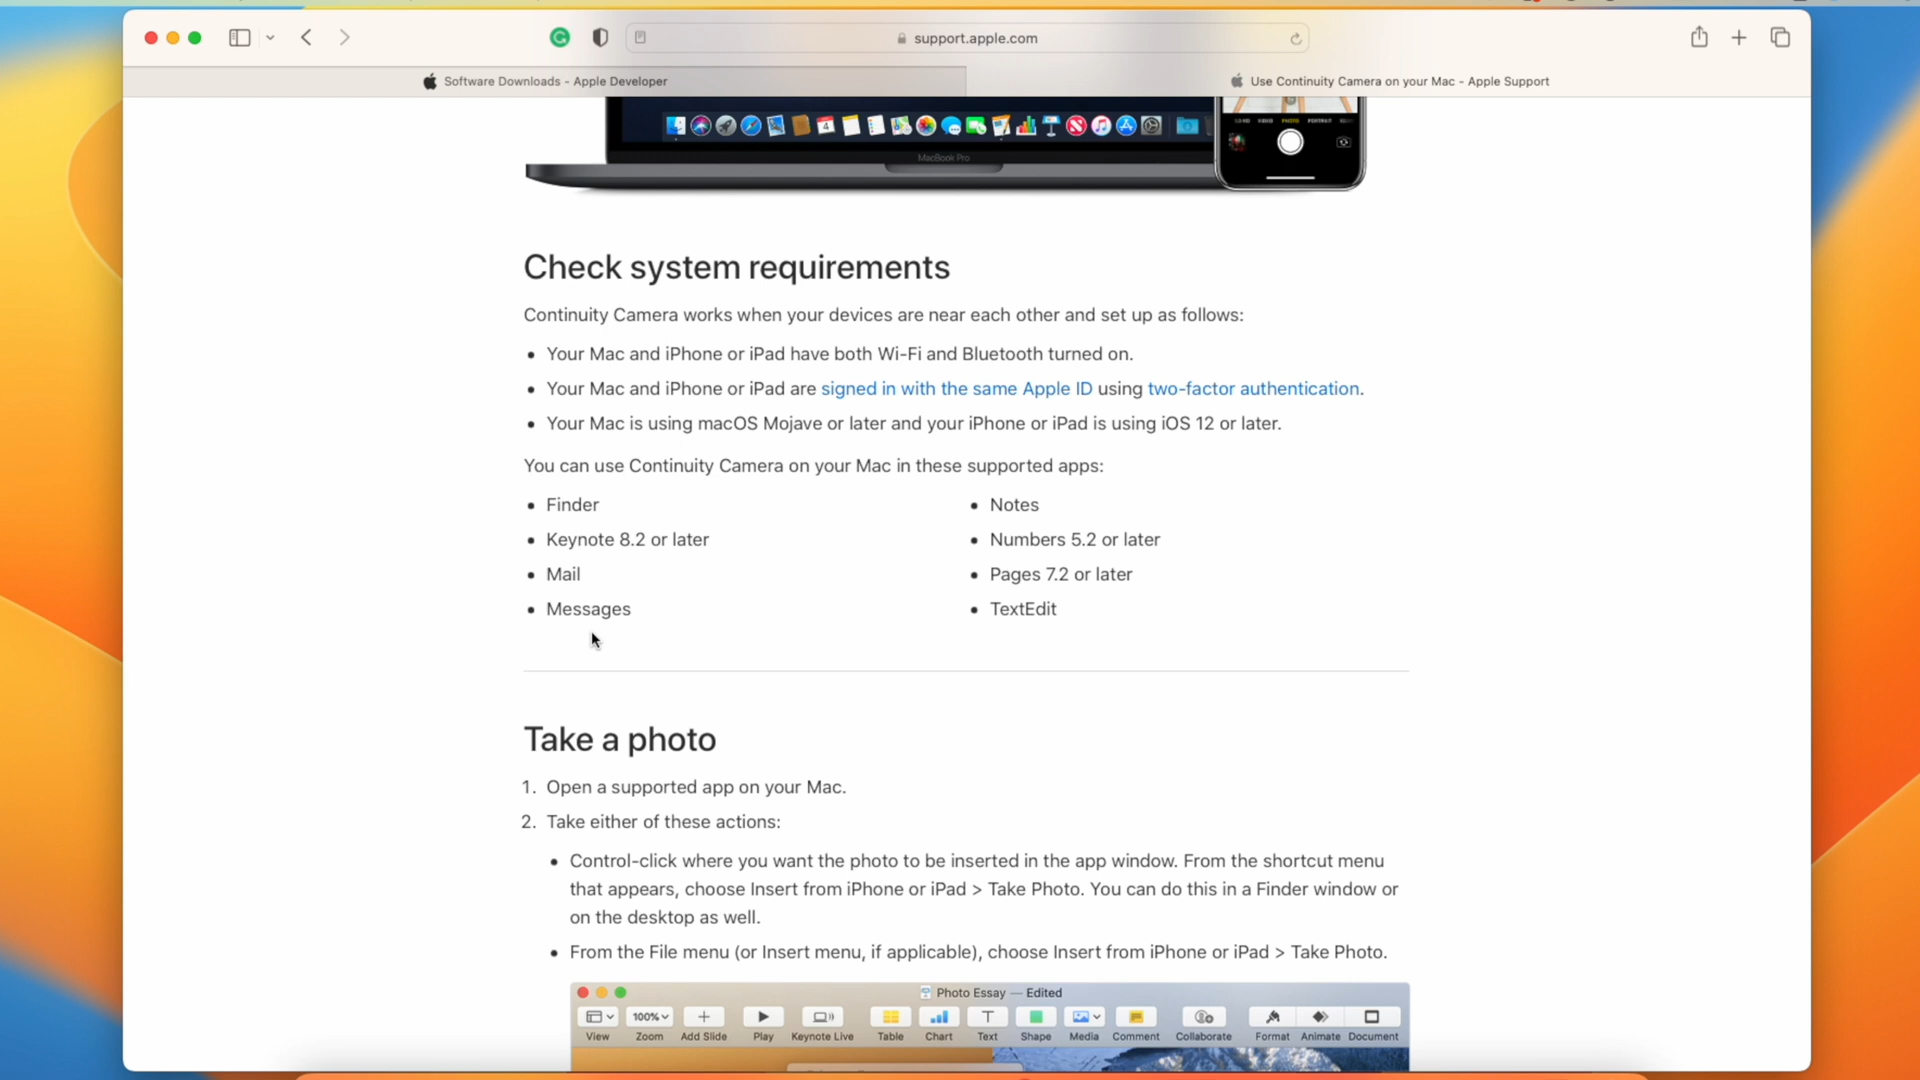 support.apple.com
Software Downloads - Apple Developer
Use Continuity Camera on your Mac - Apple Support
MacBook Pro
VIDEO PHOTO PORTRAIT
Check system requirements
Continuity Camera works when your devices are near each other and set up as follows:
• Your Mac and iPhone or iPad have both Wi-Fi and Bluetooth turned on.
• Your Mac and iPhone or iPad are signed in with the same Apple ID using two-factor authentication.
• Your Mac is using macOS Mojave or later and your iPhone or iPad is using iOS 12 or later.
You can use Continuity Camera on your Mac in these supported apps:
• Finder
• Keynote 8.2 or later
• Mail
• Messages
• Notes
• Numbers 5.2 or later
• Pages 7.2 or later
• TextEdit
Take a photo
1. Open a supported app on your Mac.
2. Take either of these actions:
• Control-click where you want the photo to be inserted in the app window. From the shortcut menu
that appears, choose Insert from iPhone or iPad > Take Photo. You can do this in a Finder window or
on the desktop as well.
• From the File menu (or Insert menu, if applicable), choose Insert from iPhone or iPad > Take Photo.
Photo Essay — Edited
100%
View Zoom Add Slide Play Keynote Live Table Chart Text Shape Media Comment Collaborate Format Animate Document